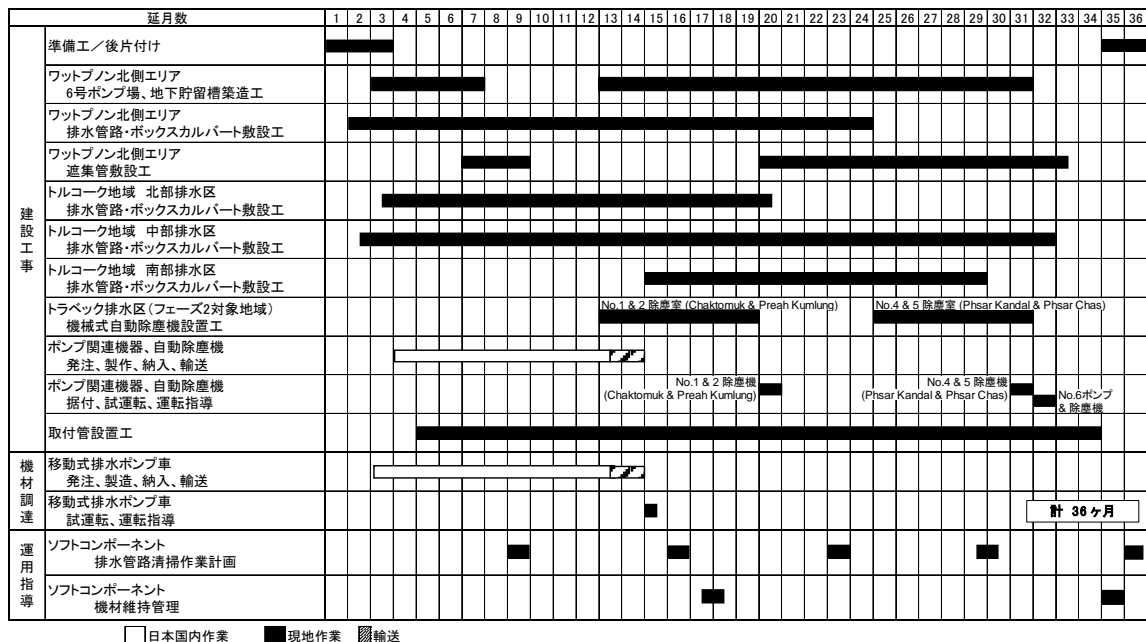 延月数 1 2 3 4 5 6 7 8 9 10 11 12 13 14 15 16 17 18 19 20 21 22 23 24 25 26 27 28 29 30 31 32 33 34 35 36
建設工事
準備工／後片付け
ワットプノン北側エリア
6号ポンプ場、地下貯留槽築造工
ワットプノン北側エリア
排水管路・ボックスカルバート敷設工
ワットプノン北側エリア
遮集管敷設工
トルコーク地域 北部排水区
排水管路・ボックスカルバート敷設工
トルコーク地域 中部排水区
排水管路・ボックスカルバート敷設工
トルコーク地域 南部排水区
排水管路・ボックスカルバート敷設工
トラベック排水区（フェーズ2対象地域）
機械式自動除塵機設置工
No.1 & 2 除塵室 (Chaktomuk & Preah Kumlung)
No.4 & 5 除塵室 (Phsar Kandal & Phsar Chas)
ポンプ関連機器、自動除塵機
発注、製作、納入、輸送
ポンプ関連機器、自動除塵機
据付、試運転、運転指導
No.1 & 2 除塵機
(Chaktomuk & Preah Kumlung)
No.4 & 5 除塵機
(Phsar Kandal & Phsar Chas)
No.6ポンプ
& 除塵機
取付管設置工
機材調達
移動式排水ポンプ車
発注、製造、納入、輸送
移動式排水ポンプ車
試運転、運転指導
計 36ヶ月
運用指導
ソフトコンポーネント
排水管路清掃作業計画
ソフトコンポーネント
機材維持管理
日本国内作業 現地作業 輸送